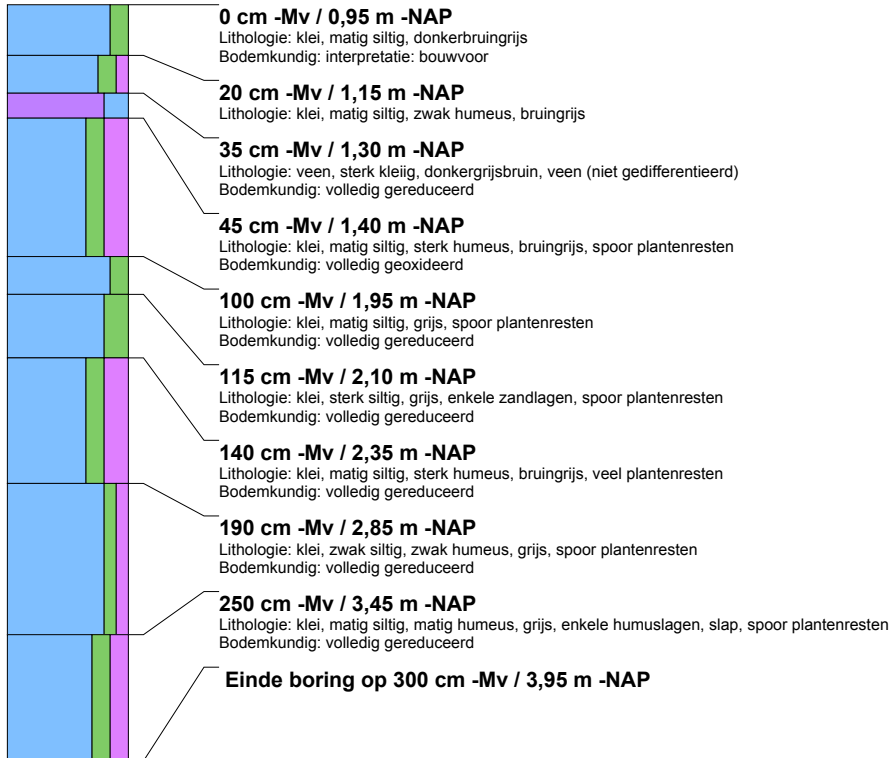 0 cm -Mv / 0,95 m -NAP
Lithologie: klei, matig siltig, donkerbruingrijs
Bodemkundig: interpretatie: bouwvoor
20 cm -Mv / 1,15 m -NAP
Lithologie: klei, matig siltig, zwak humeus, bruingrijs
35 cm -Mv / 1,30 m -NAP
Lithologie: veen, sterk kleiig, donkergrijsbruin, veen (niet gedifferentieerd)
Bodemkundig: volledig gereduceerd
45 cm -Mv / 1,40 m -NAP
Lithologie: klei, matig siltig, sterk humeus, bruingrijs, spoor plantenresten
Bodemkundig: volledig geoxideerd
100 cm -Mv / 1,95 m -NAP
Lithologie: klei, matig siltig, grijs, spoor plantenresten
Bodemkundig: volledig gereduceerd
115 cm -Mv / 2,10 m -NAP
Lithologie: klei, sterk siltig, grijs, enkele zandlagen, spoor plantenresten
Bodemkundig: volledig gereduceerd
140 cm -Mv / 2,35 m -NAP
Lithologie: klei, matig siltig, sterk humeus, bruingrijs, veel plantenresten
Bodemkundig: volledig gereduceerd
190 cm -Mv / 2,85 m -NAP
Lithologie: klei, zwak siltig, zwak humeus, grijs, spoor plantenresten
Bodemkundig: volledig gereduceerd
250 cm -Mv / 3,45 m -NAP
Lithologie: klei, matig siltig, matig humeus, grijs, enkele humuslagen, slap, spoor plantenresten
Bodemkundig: volledig gereduceerd
Einde boring op 300 cm -Mv / 3,95 m -NAP